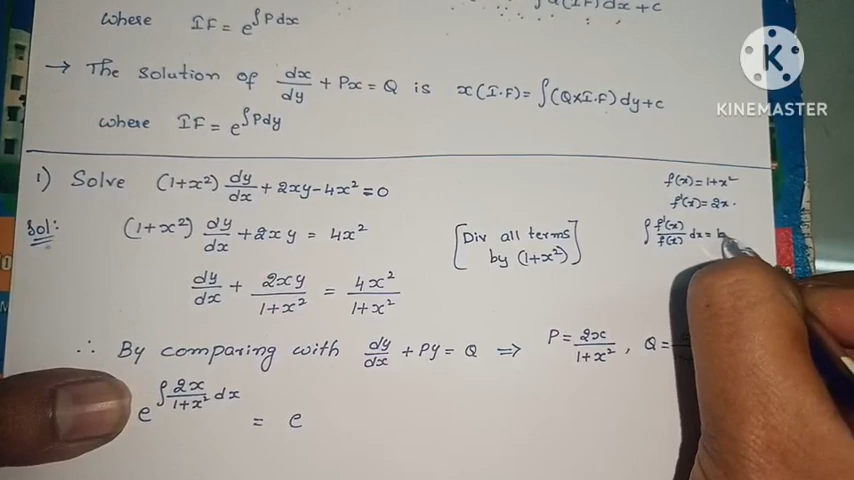 where IF = e^∫Pdx
∫Q(IF)dx+c
→ The solution of dx/dy + Px = Q is x(I.F) = ∫(Q×I.F) dy+c
where IF = e^∫Pdy
K
KINEMASTER
1) Solve (1+x²) dy/dx + 2xy - 4x² = 0
f(x) = 1+x²
f'(x) = 2x.
∫ f'(x)/f(x) dx =
Sol: (1+x²) dy/dx + 2xy = 4x²
[Div all terms
by (1+x²)]
dy/dx + 2xy/1+x² = 4x²/1+x²
∴ By comparing with dy/dx + Py = Q ⇒ P = 2x/1+x² , Q =
e^∫ 2x/1+x² dx = e